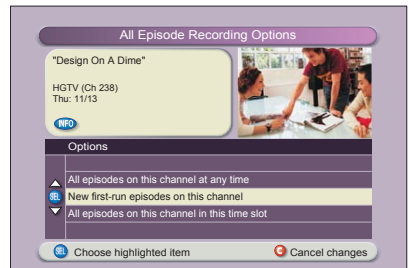 All Episode Recording Options
"Design On A Dime"
HGTV (Ch 238)
Thu: 11/13
INFO
Options
All episodes on this channel at any time
SEL New first-run episodes on this channel
All episodes on this channel in this time slot
SEL Choose highlighted item C Cancel changes